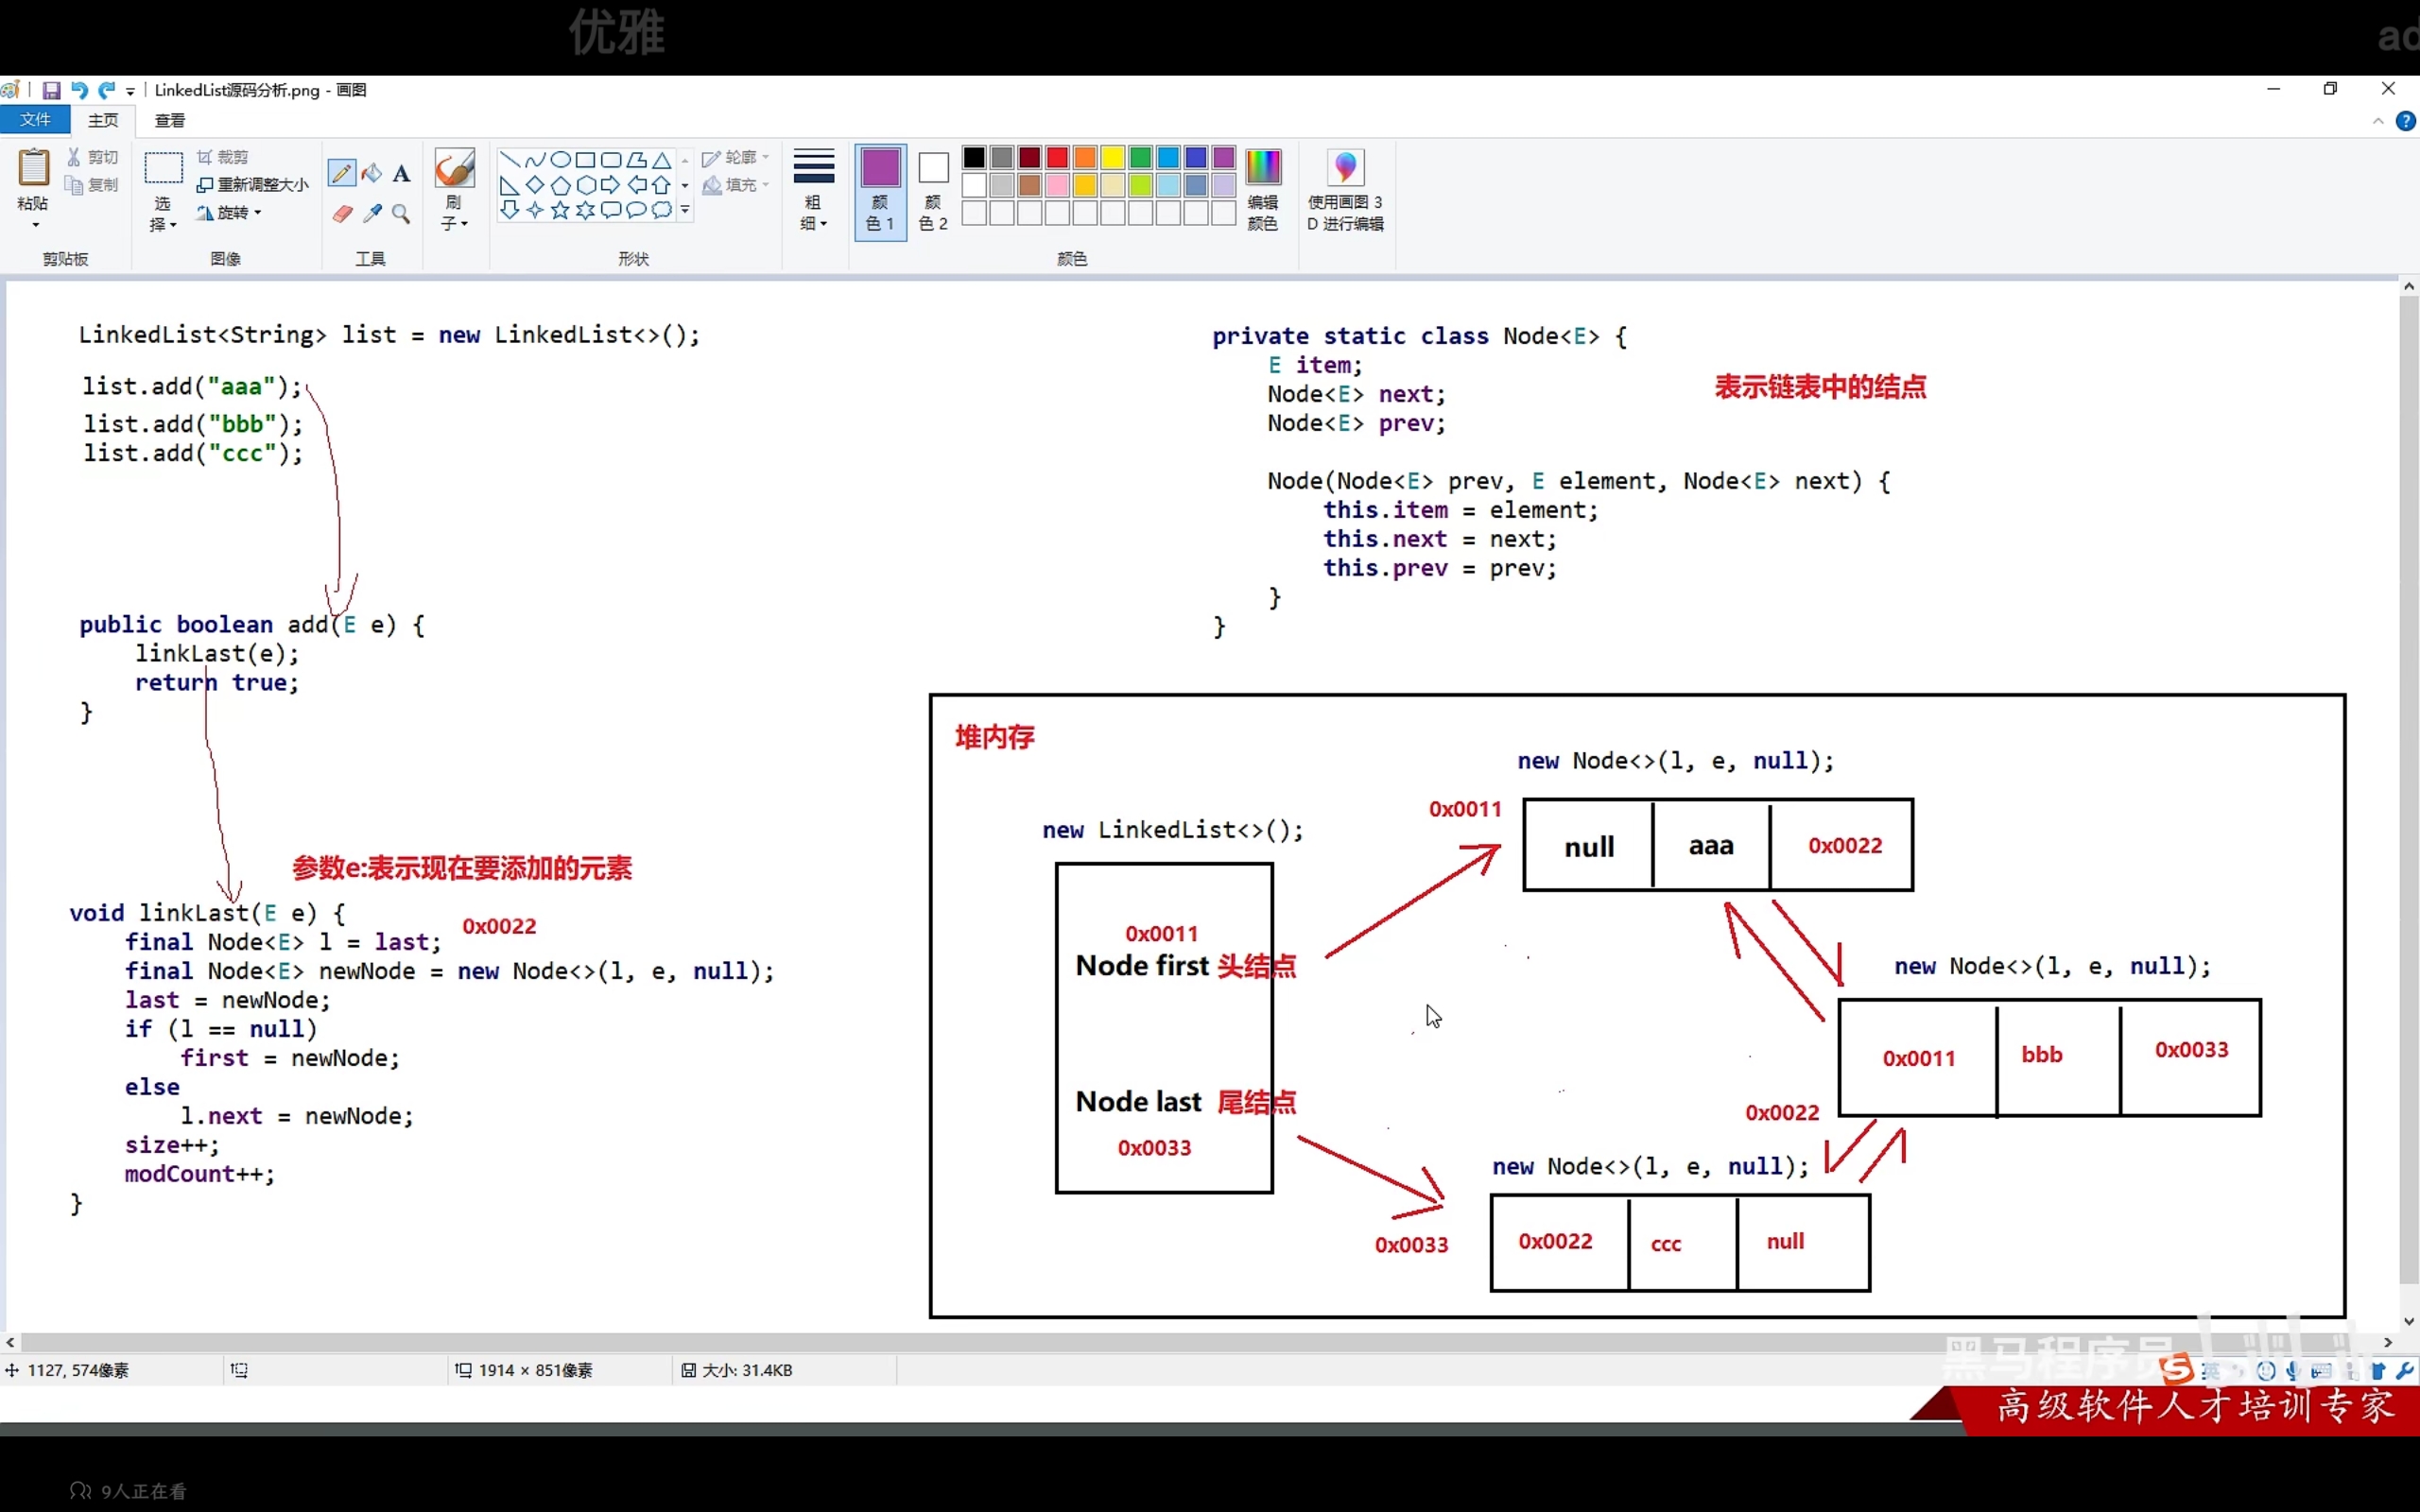 优雅
LinkedList源码分析.png - 画图
文件 主页 查看
粘贴 剪切 复制
选择 裁剪 重新调整大小 旋转
刷子
轮廓 填充
粗细
颜色 1 颜色 2
编辑颜色
使用画图 3D 进行编辑
剪贴板 图像 工具 形状 颜色
LinkedList<String> list = new LinkedList<>();
list.add("aaa");
list.add("bbb");
list.add("ccc");
public boolean add(E e) {
linkLast(e);
return true;
}
参数e:表示现在要添加的元素
void linkLast(E e) {
0x0022
final Node<E> l = last;
final Node<E> newNode = new Node<>(l, e, null);
last = newNode;
if (l == null)
first = newNode;
else
l.next = newNode;
size++;
modCount++;
}
private static class Node<E> {
E item;
Node<E> next;
Node<E> prev;
表示链表中的结点
Node(Node<E> prev, E element, Node<E> next) {
this.item = element;
this.next = next;
this.prev = prev;
}
}
堆内存
new LinkedList<>();
0x0011
Node first 头结点
Node last 尾结点
0x0033
new Node<>(l, e, null);
0x0011
null aaa 0x0022
new Node<>(l, e, null);
0x0011 bbb 0x0033
0x0022
new Node<>(l, e, null);
0x0033
0x0022 ccc null
1127, 574像素 1914 × 851像素 大小: 31.4KB
黑马程序员
高级软件人才培训专家
9人正在看